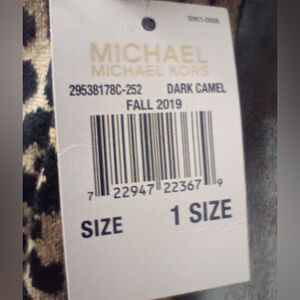 MICHAEL
MICHAEL KORS
29538178C-252 DARK CAMEL
FALL 2019
7 22947 22367 9
SIZE 1 SIZE